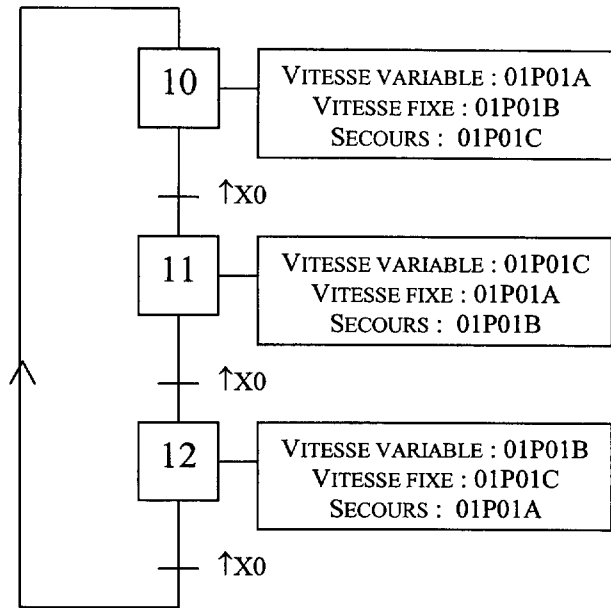 10
VITESSE VARIABLE : 01P01A
VITESSE FIXE : 01P01B
SECOURS : 01P01C
↑X0
11
VITESSE VARIABLE : 01P01C
VITESSE FIXE : 01P01A
SECOURS : 01P01B
↑X0
12
VITESSE VARIABLE : 01P01B
VITESSE FIXE : 01P01C
SECOURS : 01P01A
↑X0